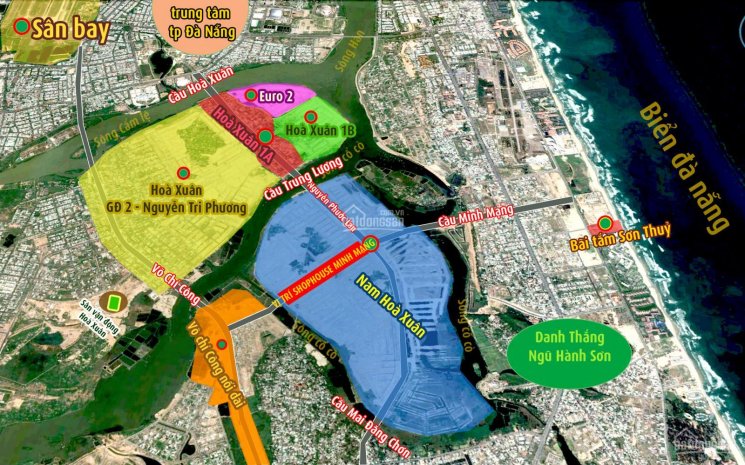 Sân bay
trung tâm
tp Đà Nẵng
Sông Hàn
Cầu Hoà Xuân
Euro 2
Hoà Xuân 1B
Hoà Xuân 1A
Sông Cẩm lệ
Biển đà nẵng
Hoà Xuân
GĐ 2 - Nguyễn Tri Phương
Cầu Trung Lương
Nguyễn Phước Lan
Cầu Minh Mạng
Bãi tắm Sơn Thuỷ
Võ Chí Công
VỊ TRÍ SHOPHOUSE MINH MẠNG
Nam Hoà Xuân
Sân vận động
Hoà Xuân
Võ chí Công nối dài
Sông cổ cò
Sông cổ cò
Danh Thắng
Ngũ Hành Sơn
Cầu Mai Đăng Chơn